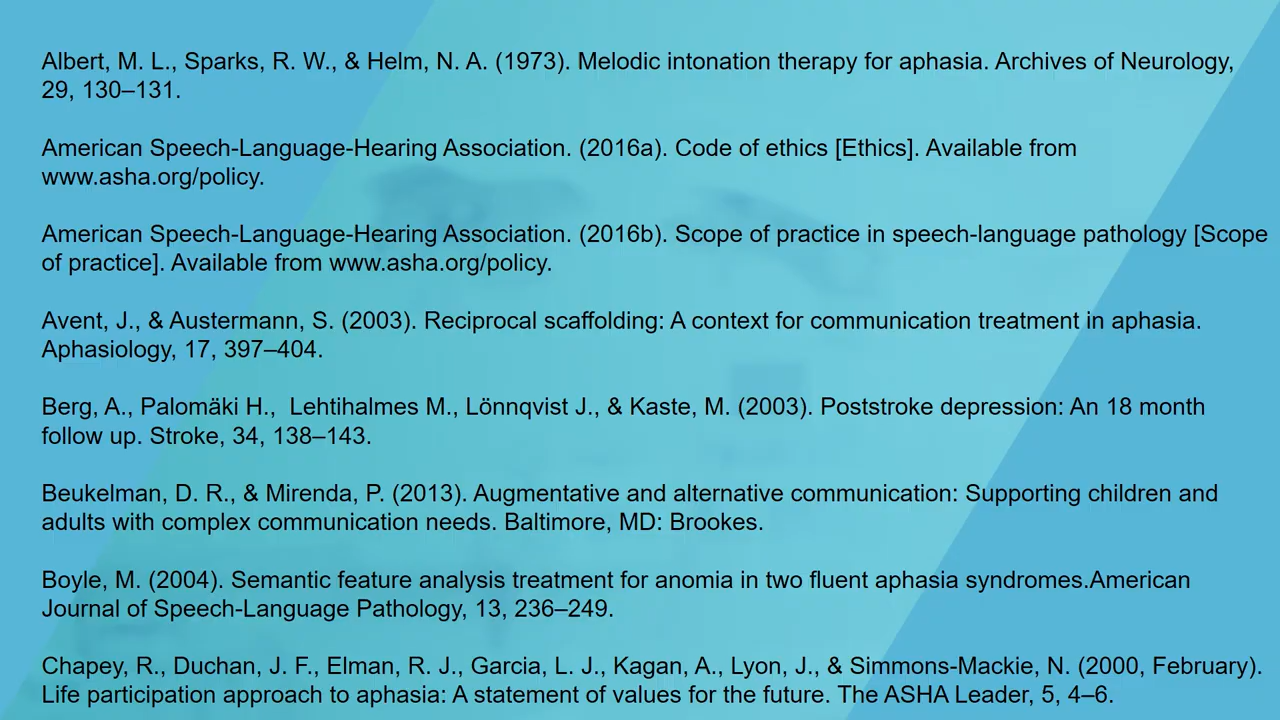 Albert, M. L., Sparks, R. W., & Helm, N. A. (1973). Melodic intonation therapy for aphasia. Archives of Neurology,
29, 130–131.
American Speech-Language-Hearing Association. (2016a). Code of ethics [Ethics]. Available from
www.asha.org/policy.
American Speech-Language-Hearing Association. (2016b). Scope of practice in speech-language pathology [Scope
of practice]. Available from www.asha.org/policy.
Avent, J., & Austermann, S. (2003). Reciprocal scaffolding: A context for communication treatment in aphasia.
Aphasiology, 17, 397–404.
Berg, A., Palomäki H.,  Lehtihalmes M., Lönnqvist J., & Kaste, M. (2003). Poststroke depression: An 18 month
follow up. Stroke, 34, 138–143.
Beukelman, D. R., & Mirenda, P. (2013). Augmentative and alternative communication: Supporting children and
adults with complex communication needs. Baltimore, MD: Brookes.
Boyle, M. (2004). Semantic feature analysis treatment for anomia in two fluent aphasia syndromes.American
Journal of Speech-Language Pathology, 13, 236–249.
Chapey, R., Duchan, J. F., Elman, R. J., Garcia, L. J., Kagan, A., Lyon, J., & Simmons-Mackie, N. (2000, February).
Life participation approach to aphasia: A statement of values for the future. The ASHA Leader, 5, 4–6.